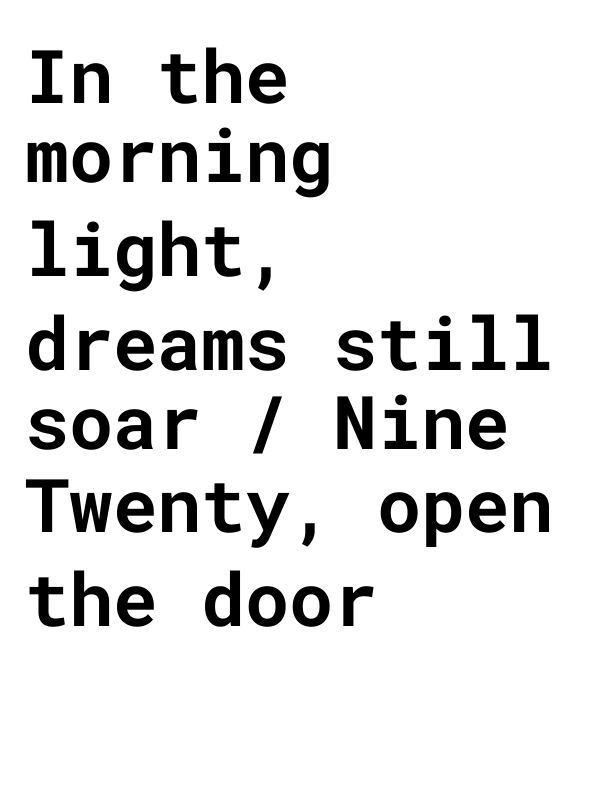 In the
morning
light,
dreams still
soar / Nine
Twenty, open
the door